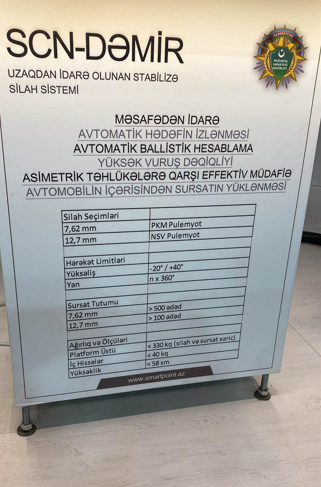 SCN-DƏMİR
UZAQDAN İDARƏ OLUNAN STABİLİZƏ
SİLAH SİSTEMİ
MƏSAFƏDƏN İDARƏ
AVTOMATİK HƏDƏFİN İZLƏNMƏSİ
AVTOMATİK BALLİSTİK HESABLAMA
YÜKSƏK VURUŞ DƏQİQLİYİ
ASİMETRİK TƏHLÜKƏLƏRƏ QARŞI EFFEKTİV MÜDAFİƏ
AVTOMOBİLİN İÇƏRİSİNDƏN SURSATIN YÜKLƏNMƏSİ
Silah Seçimləri
7,62 mm PKM Pulemyot
12,7 mm NSV Pulemyot
Hərəkət Limitləri
Yüksəliş -20° / +40°
Yan n x 360°
Sursat Tutumu
7,62 mm > 500 ədəd
12,7 mm > 100 ədəd
Ağırlıq və Ölçüləri
Platform Üstü < 330 kq (silah və sursat xaric)
İç Hissələr < 40 kq
Yüksəklik < 58 sm
www.smartpoint.az